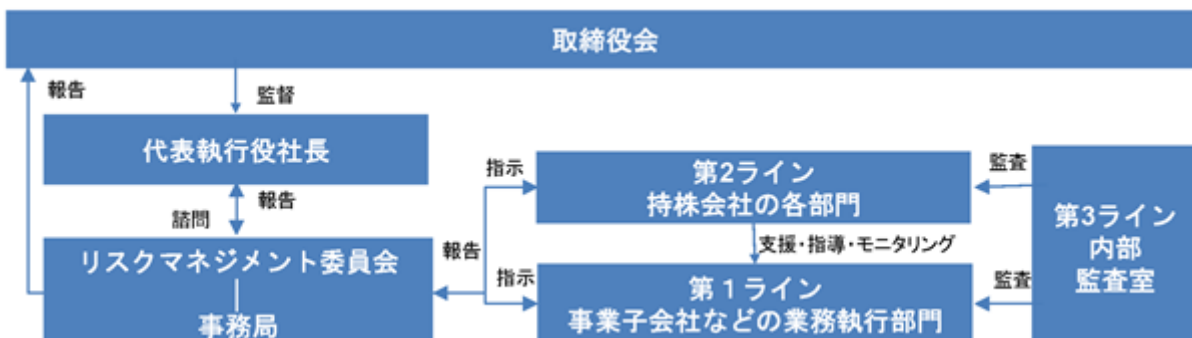 取締役会
報告
監督
代表執行役社長
報告
諮問
リスクマネジメント委員会
事務局
報告
指示
指示
第2ライン
持株会社の各部門
支援・指導・モニタリング
第１ライン
事業子会社などの業務執行部門
監査
監査
第3ライン
内部
監査室